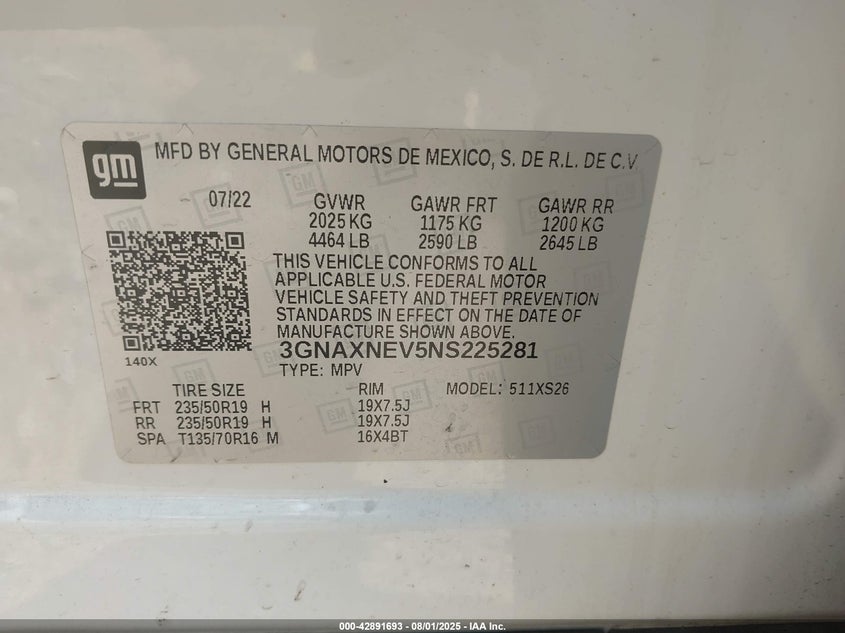 gm MFD BY GENERAL MOTORS DE MEXICO, S. DE R.L. DE C.V.
07/22 GVWR GAWR FRT GAWR RR
2025 KG 1175 KG 1200 KG
4464 LB 2590 LB 2645 LB
THIS VEHICLE CONFORMS TO ALL
APPLICABLE U.S. FEDERAL MOTOR
VEHICLE SAFETY AND THEFT PREVENTION
STANDARDS IN EFFECT ON THE DATE OF
MANUFACTURE SHOWN ABOVE.
3GNAXNEV5NS225281
140X
TYPE: MPV
TIRE SIZE RIM MODEL: 511XS26
FRT 235/50R19 H 19X7.5J
RR 235/50R19 H 19X7.5J
SPA T135/70R16 M 16X4BT
000-42891693 - 08/01/2025 - IAA Inc.